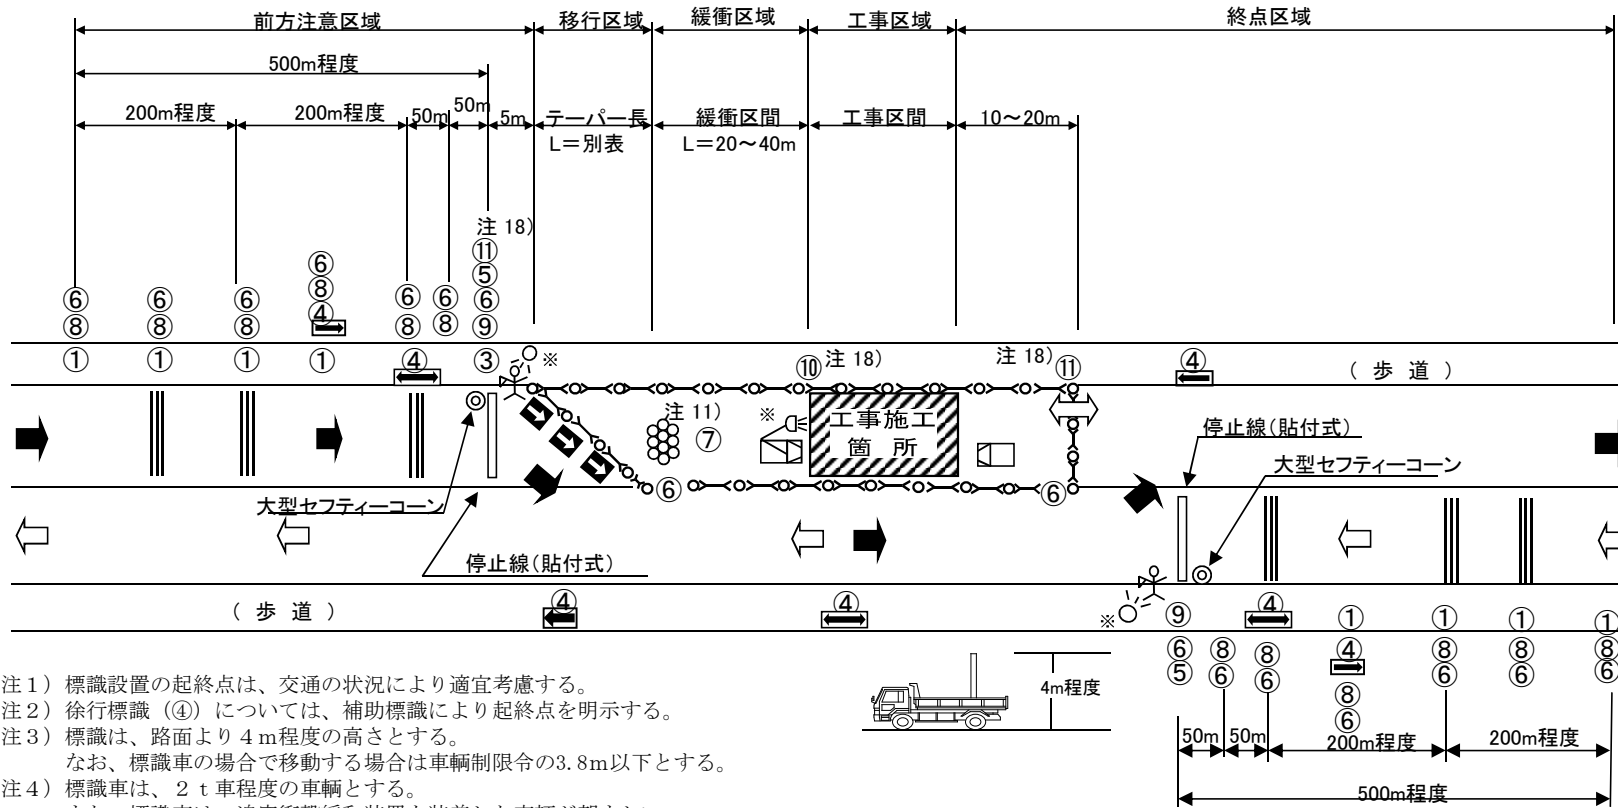 前方注意区域 移行区域 緩衝区域 工事区域 終点区域
500m程度
200m程度 200m程度 50m 50m 5m テーパー長 緩衝区間 工事区間 10〜20m
L=別表 L=20〜40m
注 18)
⑪
⑥ ⑤
⑧
⑥ ⑥ ⑥ ④ ⑥ ⑥ ⑥
⑧ ⑧ ⑧ ⑧ ⑧ ⑨
① ① ① ① ④ ③ ※ ⑩ 注 18) 注 18) ⑪ ④ (歩道)
注 11) ※ 工事施工
⑦ 箇所
停止線(貼付式)
大型セフティーコーン
⑥ ⑥
大型セフティーコーン
停止線(貼付式)
(歩道) ④ ④ ※ ⑨ ④ ① ① ① ①
⑥ ⑧ ⑧ ④ ⑧ ⑧ ⑧
⑤ ⑥ ⑥ ⑥ ⑥ ⑥
⑧
⑥
4m程度
50m 50m 200m程度 200m程度
500m程度
注1) 標識設置の起終点は、交通の状況により適宜考慮する。
注2) 徐行標識(④)については、補助標識により起終点を明示する。
注3) 標識は、路面より4m程度の高さとする。
なお、標識車の場合で移動する場合は車輌制限令の3.8m以下とする。
注4) 標識車は、2t車程度の車輌とする。